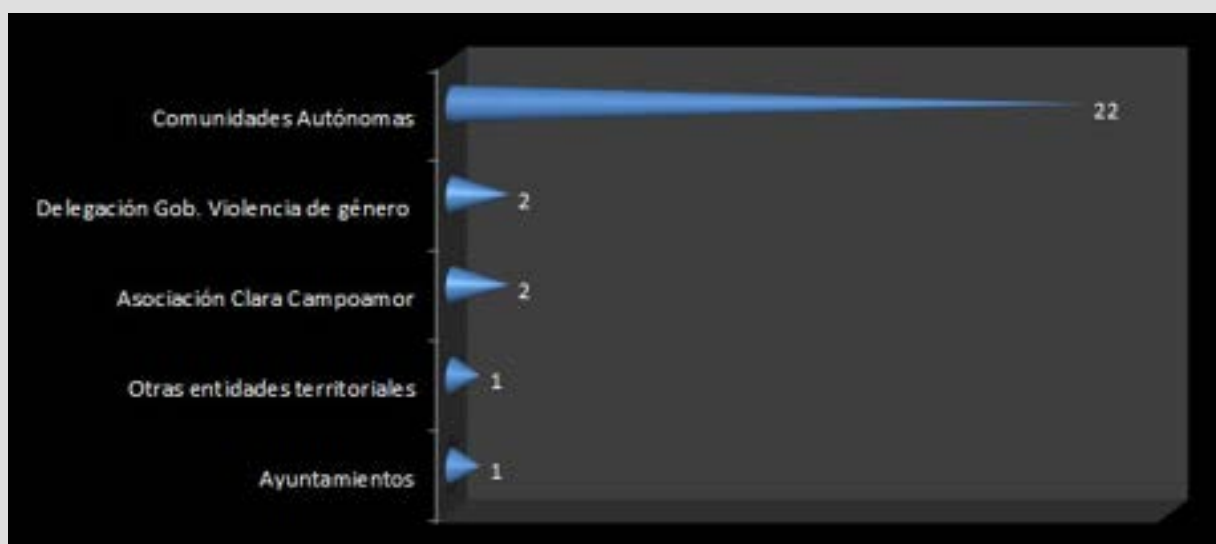 Comunidades Autónomas 22
Delegación Gob. Violencia de género 2
Asociación Clara Campoamor 2
Otras entidades territoriales 1
Ayuntamientos 1